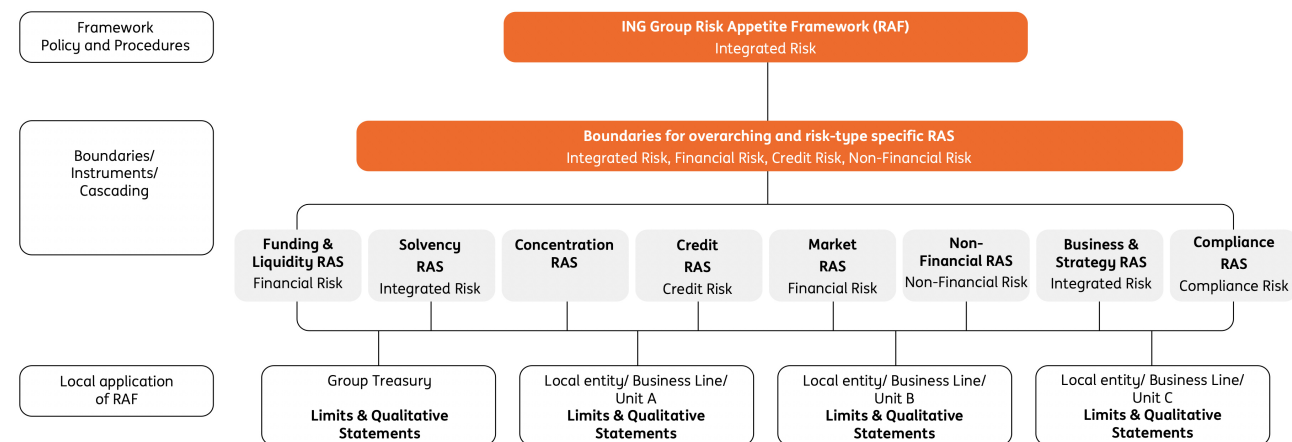 Framework
Policy and Procedures
ING Group Risk Appetite Framework (RAF)
Integrated Risk
Boundaries/
Instruments/
Cascading
Boundaries for overarching and risk-type specific RAS
Integrated Risk, Financial Risk, Credit Risk, Non-Financial Risk
Funding &
Liquidity RAS
Financial Risk
Solvency
RAS
Integrated Risk
Concentration
RAS
Credit
RAS
Credit Risk
Market
RAS
Financial Risk
Non-
Financial RAS
Non-Financial Risk
Business &
Strategy RAS
Integrated Risk
Compliance
RAS
Compliance Risk
Local application
of RAF
Group Treasury
Limits & Qualitative
Statements
Local entity/ Business Line/
Unit A
Limits & Qualitative
Statements
Local entity/ Business Line/
Unit B
Limits & Qualitative
Statements
Local entity/ Business Line/
Unit C
Limits & Qualitative
Statements